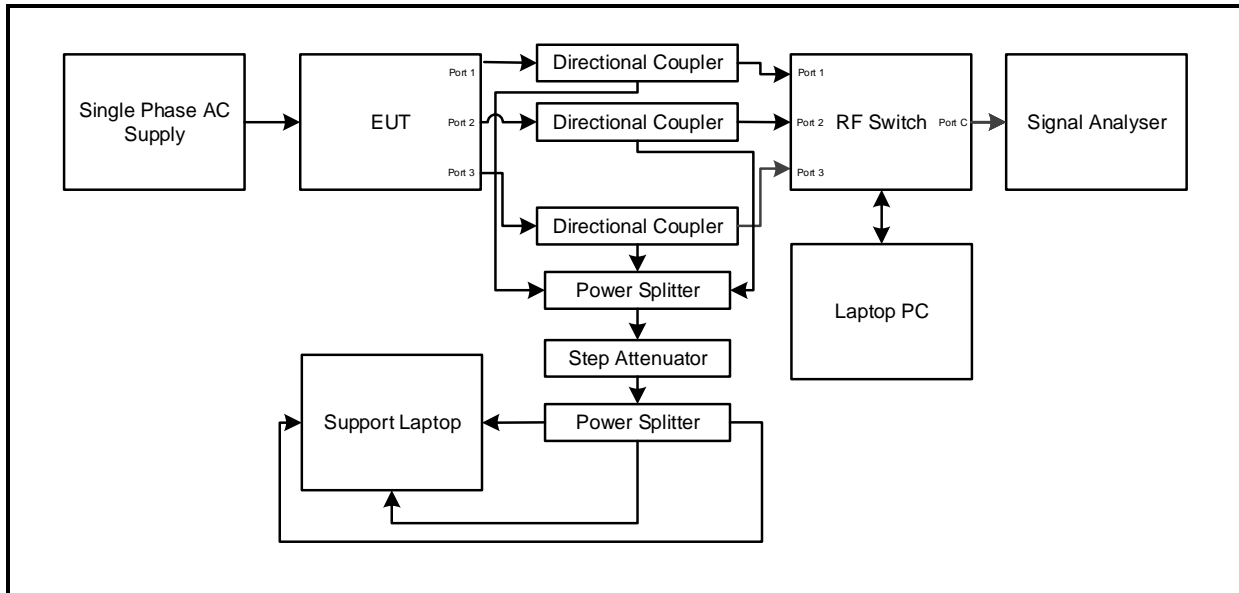 Single Phase AC
Supply
EUT
Port 1
Port 2
Port 3
Directional Coupler
Directional Coupler
Directional Coupler
Power Splitter
Step Attenuator
Power Splitter
Support Laptop
Port 1
Port 2
Port 3
RF Switch
Port C
Signal Analyser
Laptop PC